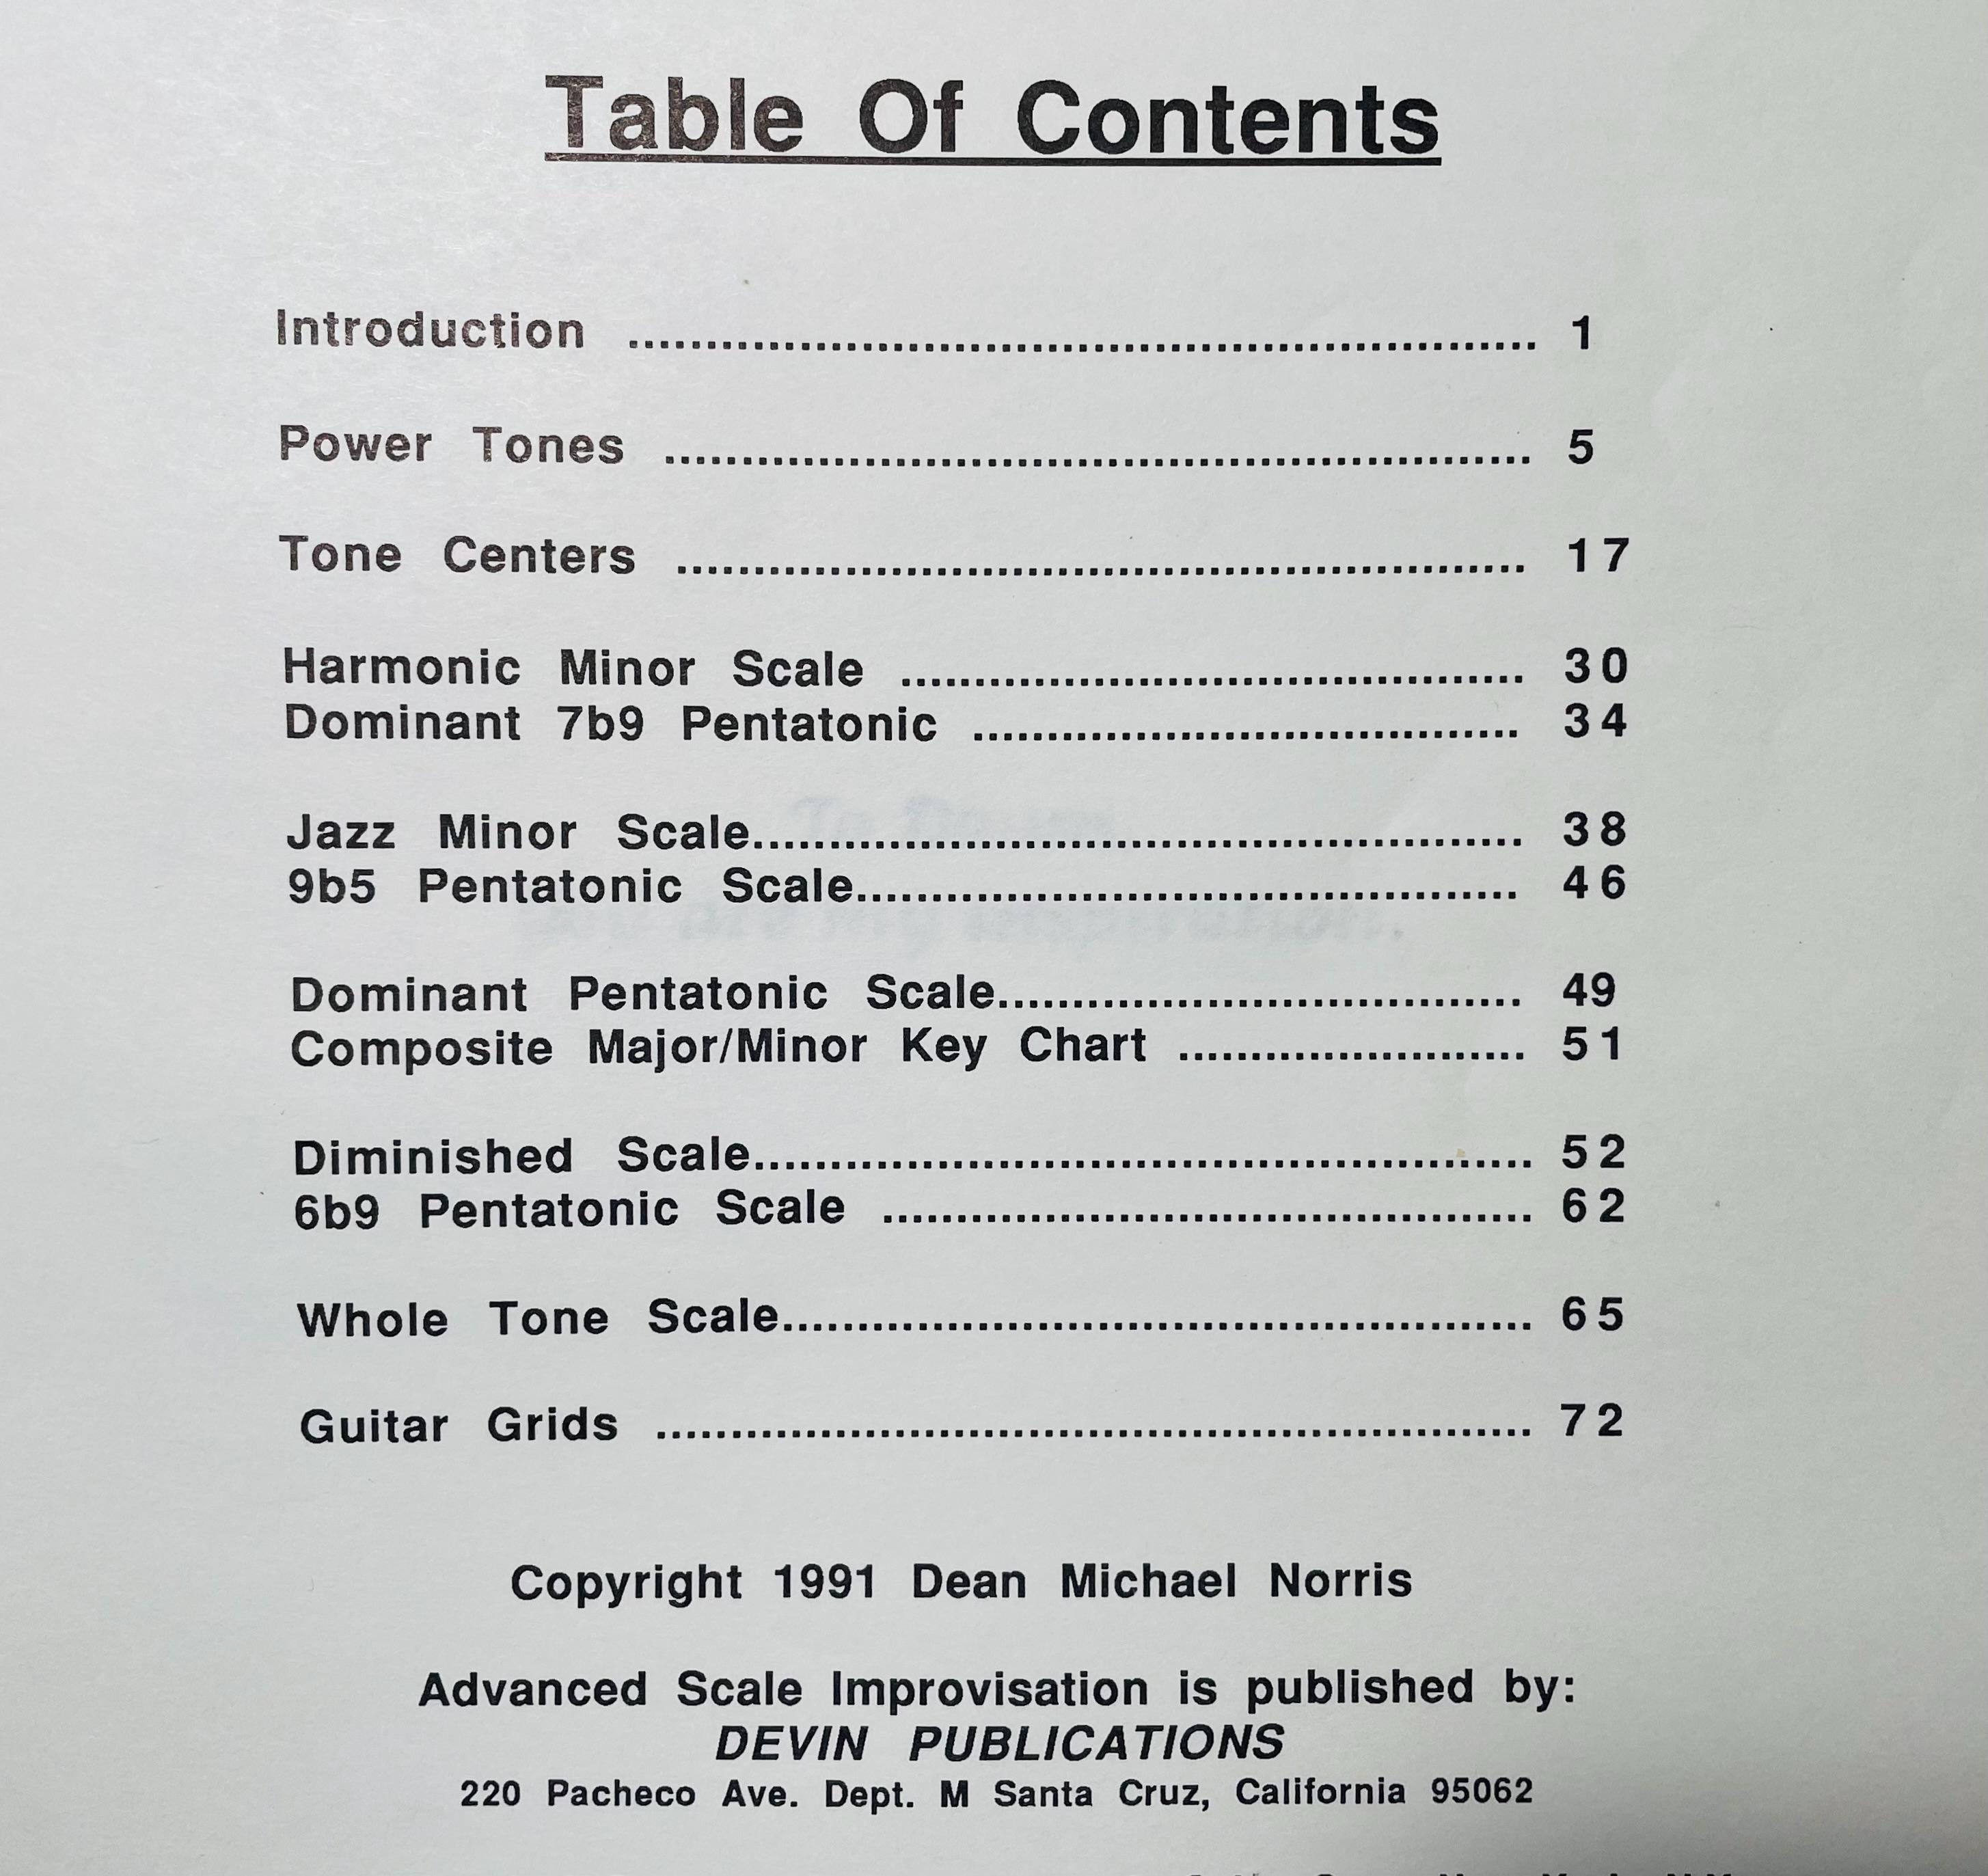 Table Of Contents
Introduction ........................................................... 1
Power Tones ......................................................... 5
Tone Centers ........................................................ 17
Harmonic Minor Scale .......................................... 30
Dominant 7b9 Pentatonic ..................................... 34
Jazz Minor Scale................................................... 38
9b5 Pentatonic Scale............................................ 46
Dominant Pentatonic Scale................................... 49
Composite Major/Minor Key Chart ........................ 51
Diminished Scale................................................... 52
6b9 Pentatonic Scale ............................................ 62
Whole Tone Scale.................................................. 65
Guitar Grids ........................................................... 72
Copyright 1991 Dean Michael Norris
Advanced Scale Improvisation is published by:
DEVIN PUBLICATIONS
220 Pacheco Ave. Dept. M Santa Cruz, California 95062